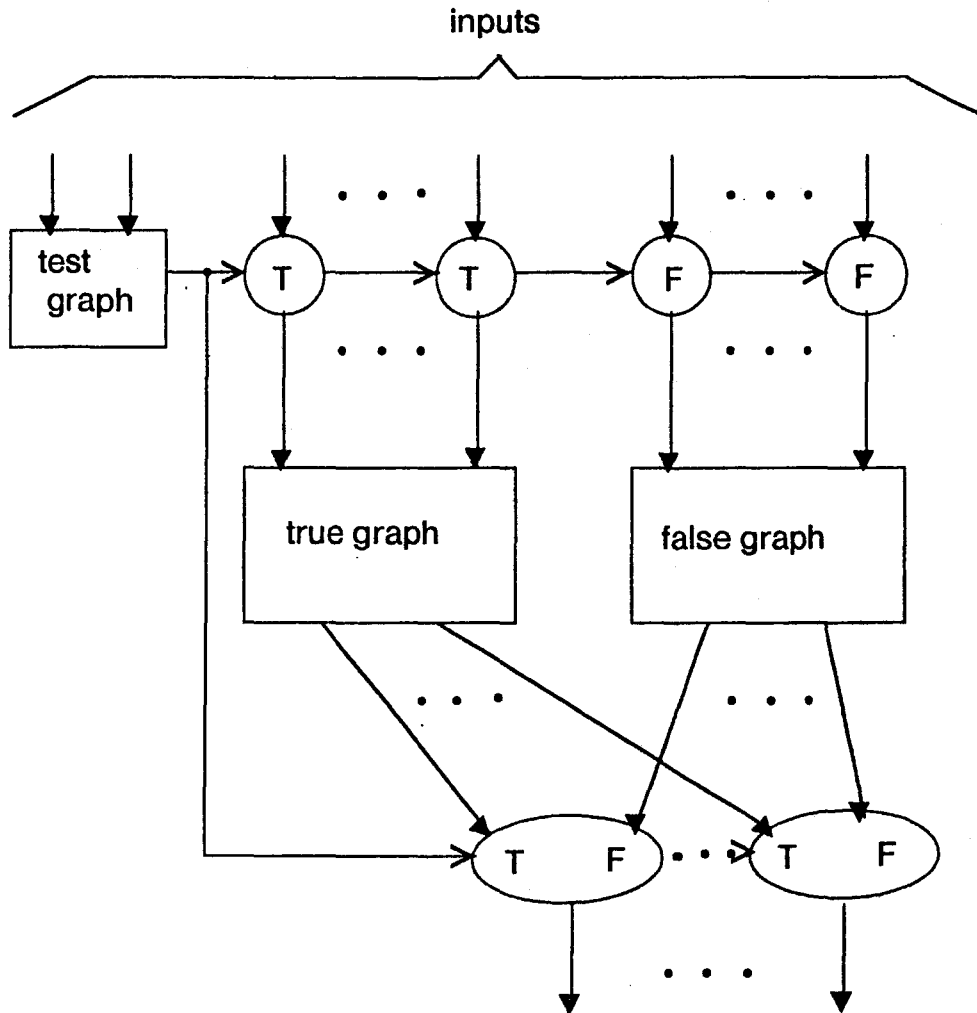 inputs
test
graph
T
T
F
F
true graph
false graph
T F
T F